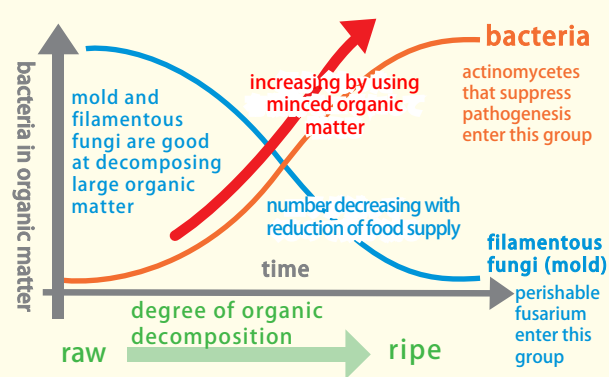 bacteria in organic matter
mold and
filamentous
fungi are good
at decomposing
large organic
matter
increasing by using
minced organic
matter
bacteria
actinomycetes
that suppress
pathogenesis
enter this group
number decreasing with
reduction of food supply
filamentous
fungi (mold)
perishable
fusarium
enter this
group
time
degree of organic
decomposition
raw
ripe